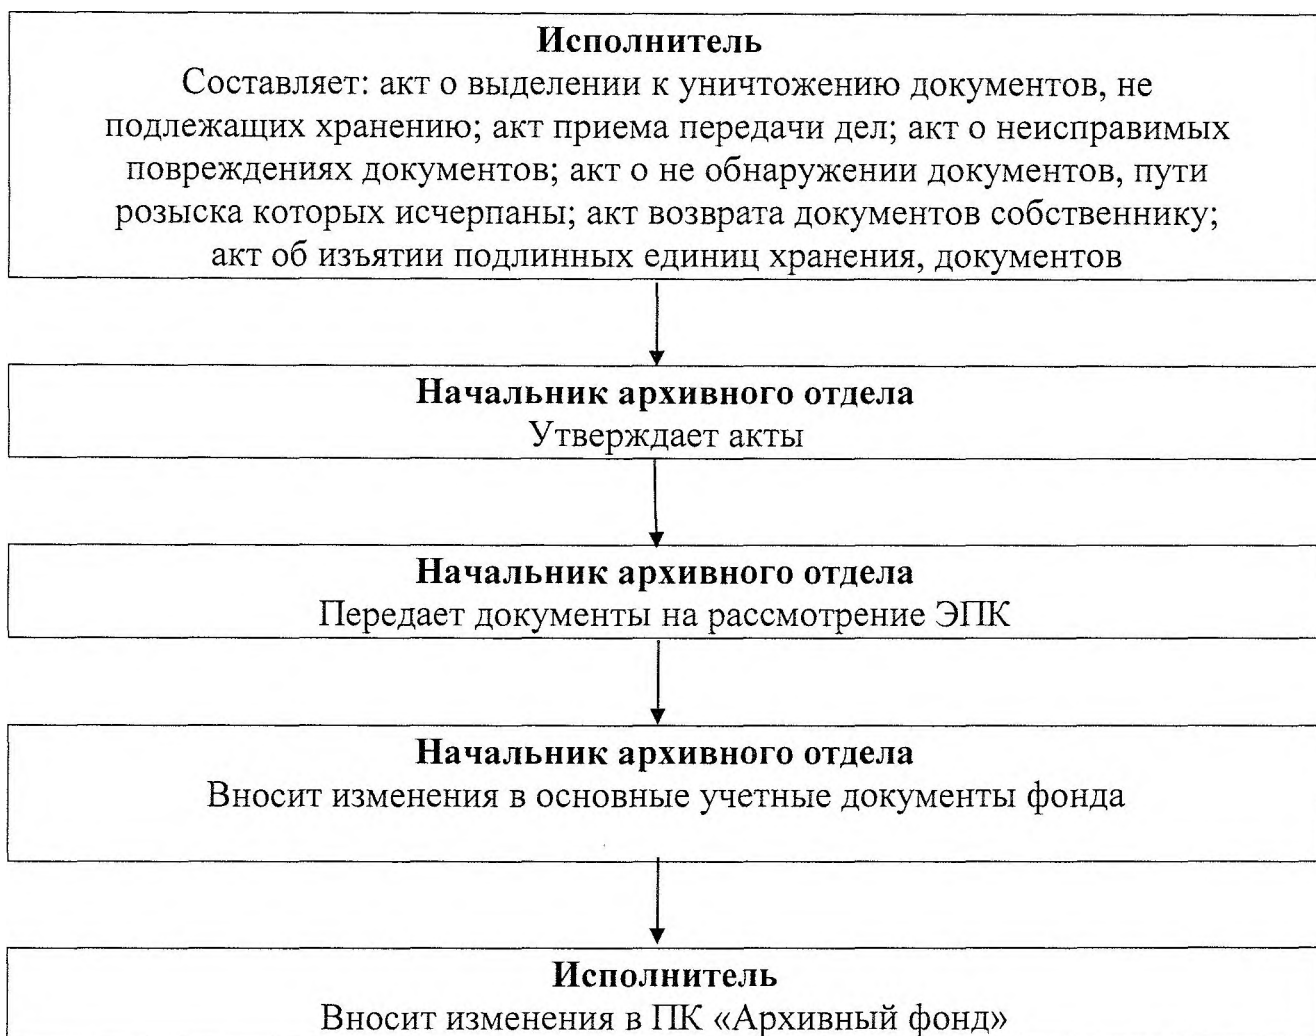 Исполнитель
Составляет: акт о выделении к уничтожению документов, не
подлежащих хранению; акт приема передачи дел; акт о неисправимых
повреждениях документов; акт о не обнаружении документов, пути
розыска которых исчерпаны; акт возврата документов собственнику;
акт об изъятии подлинных единиц хранения, документов
Начальник архивного отдела
Утверждает акты
Начальник архивного отдела
Передает документы на рассмотрение ЭПК
Начальник архивного отдела
Вносит изменения в основные учетные документы фонда
Исполнитель
Вносит изменения в ПК «Архивный фонд»